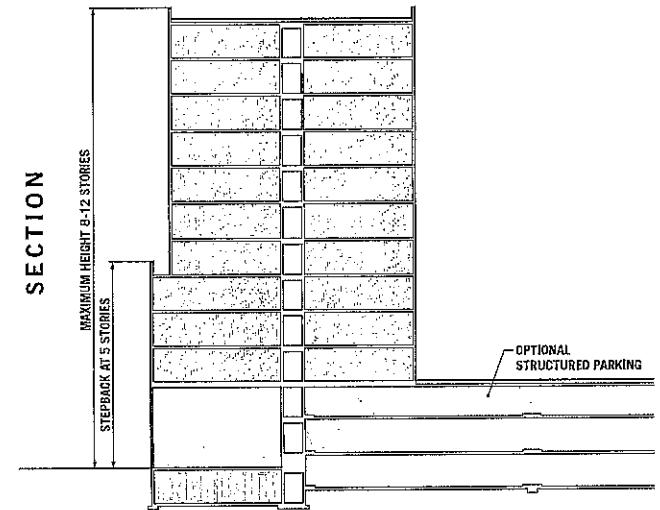 SECTION
MAXIMUM HEIGHT 8-12 STORIES
STEPBACK AT 5 STORIES
OPTIONAL
STRUCTURED PARKING